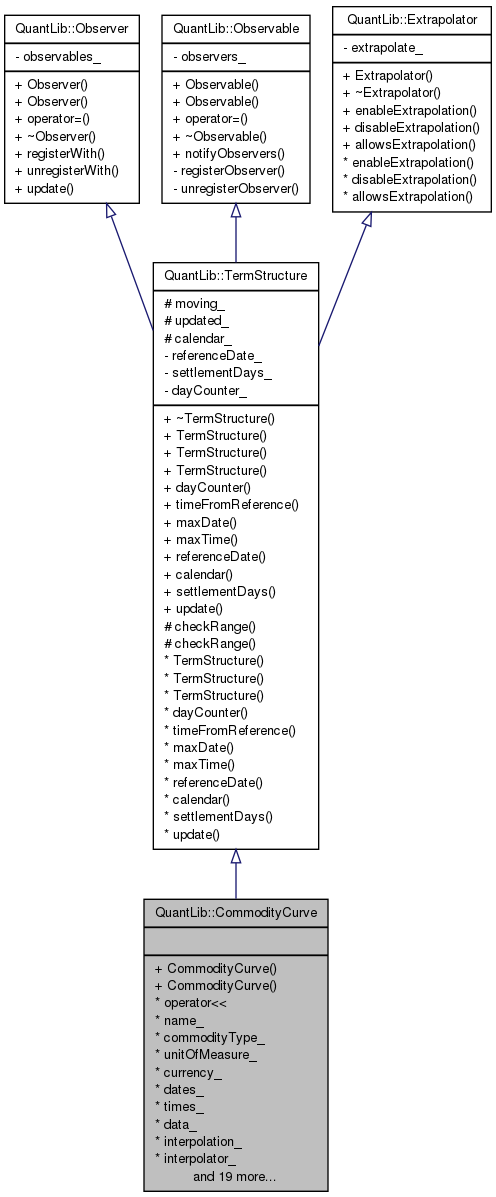 QuantLib::Observer
- observables_
+ Observer()
+ Observer()
+ operator=()
+ ~Observer()
+ registerWith()
+ unregisterWith()
+ update()
QuantLib::Observable
- observers_
+ Observable()
+ Observable()
+ operator=()
+ ~Observable()
+ notifyObservers()
- registerObserver()
- unregisterObserver()
QuantLib::Extrapolator
- extrapolate_
+ Extrapolator()
+ ~Extrapolator()
+ enableExtrapolation()
+ disableExtrapolation()
+ allowsExtrapolation()
* enableExtrapolation()
* disableExtrapolation()
* allowsExtrapolation()
QuantLib::TermStructure
# moving_
# updated_
# calendar_
- referenceDate_
- settlementDays_
- dayCounter_
+ ~TermStructure()
+ TermStructure()
+ TermStructure()
+ TermStructure()
+ dayCounter()
+ timeFromReference()
+ maxDate()
+ maxTime()
+ referenceDate()
+ calendar()
+ settlementDays()
+ update()
# checkRange()
# checkRange()
* TermStructure()
* TermStructure()
* TermStructure()
* dayCounter()
* timeFromReference()
* maxDate()
* maxTime()
* referenceDate()
* calendar()
* settlementDays()
* update()
QuantLib::CommodityCurve
+ CommodityCurve()
+ CommodityCurve()
* operator<<
* name_
* commodityType_
* unitOfMeasure_
* currency_
* dates_
* times_
* data_
* interpolation_
* interpolator_
and 19 more...